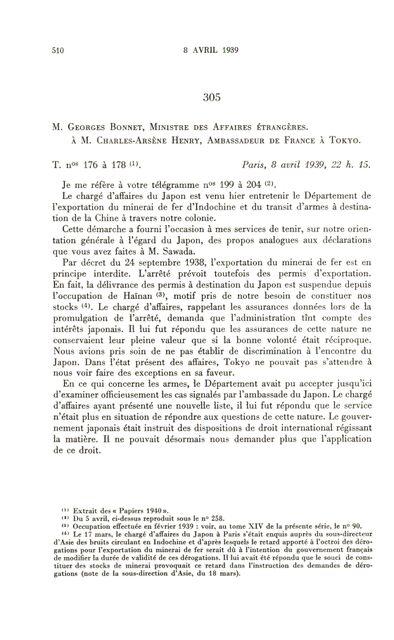 510
8 AVRIL 1939
305
M. Georges Bonnet, Ministre des Affaires étrangères.
à M. Charles-Arsène Henry, Ambassadeur de France à Tokyo.
T. nos 176 à 178 (1).
Paris, 8 avril 1939, 22 h. 15.
Je me réfère à votre télégramme nos 199 à 204 (2).
Le chargé d'affaires du Japon est venu hier entretenir le Département de
l'exportation du minerai de fer d'Indochine et du transit d'armes à destina-
tion de la Chine à travers notre colonie.
Cette démarche a fourni l'occasion à mes services de tenir, sur notre orien-
tation générale à l'égard du Japon, des propos analogues aux déclarations
que vous avez faites à M. Sawada.
Par décret du 24 septembre 1938, l'exportation du minerai de fer est en
principe interdite. L'arrêté prévoit toutefois des permis d'exportation.
En fait, la délivrance des permis à destination du Japon est suspendue depuis
l'occupation de Haïnan (3), motif pris de notre besoin de constituer nos
stocks (4). Le chargé d'affaires, rappelant les assurances données lors de la
promulgation de l'arrêté, demanda que l'administration tînt compte des
intérêts japonais. Il lui fut répondu que les assurances de cette nature ne
conservaient leur pleine valeur que si la bonne volonté était réciproque.
Nous avions pris soin de ne pas établir de discrimination à l'encontre du
Japon. Dans l'état présent des affaires, Tokyo ne pouvait pas s'attendre à
nous voir faire des exceptions en sa faveur.
En ce qui concerne les armes, le Département avait pu accepter jusqu'ici
d'examiner officieusement les cas signalés par l'ambassade du Japon. Le chargé
d'affaires ayant présenté une nouvelle liste, il lui fut répondu que le service
n'était plus en situation de répondre aux questions de cette nature. Le gouver-
nement japonais était instruit des dispositions de droit international régissant
la matière. Il ne pouvait désormais nous demander plus que l'application
de ce droit.
(1) Extrait des « Papiers 1940 ».
(2) Du 5 avril, ci-dessus reproduit sous le no 258.
(3) Occupation effectuée en février 1939 : voir, au tome XIV de la présente série, le no 90.
(4) Le 17 mars, le chargé d'affaires du Japon à Paris s'était enquis auprès du sous-directeur
d'Asie des bruits circulant en Indochine et d'après lesquels le retard apporté à l'octroi des déro-
gations pour l'exportation du minerai de fer serait dû à l'intention du gouvernement français
de modifier la durée de validité de ces dérogations. Il lui avait été répondu que le souci de cons-
tituer des stocks de minerai provoquait ce retard dans l'instruction des demandes de déro-
gations (note de la sous-direction d'Asie, du 18 mars).